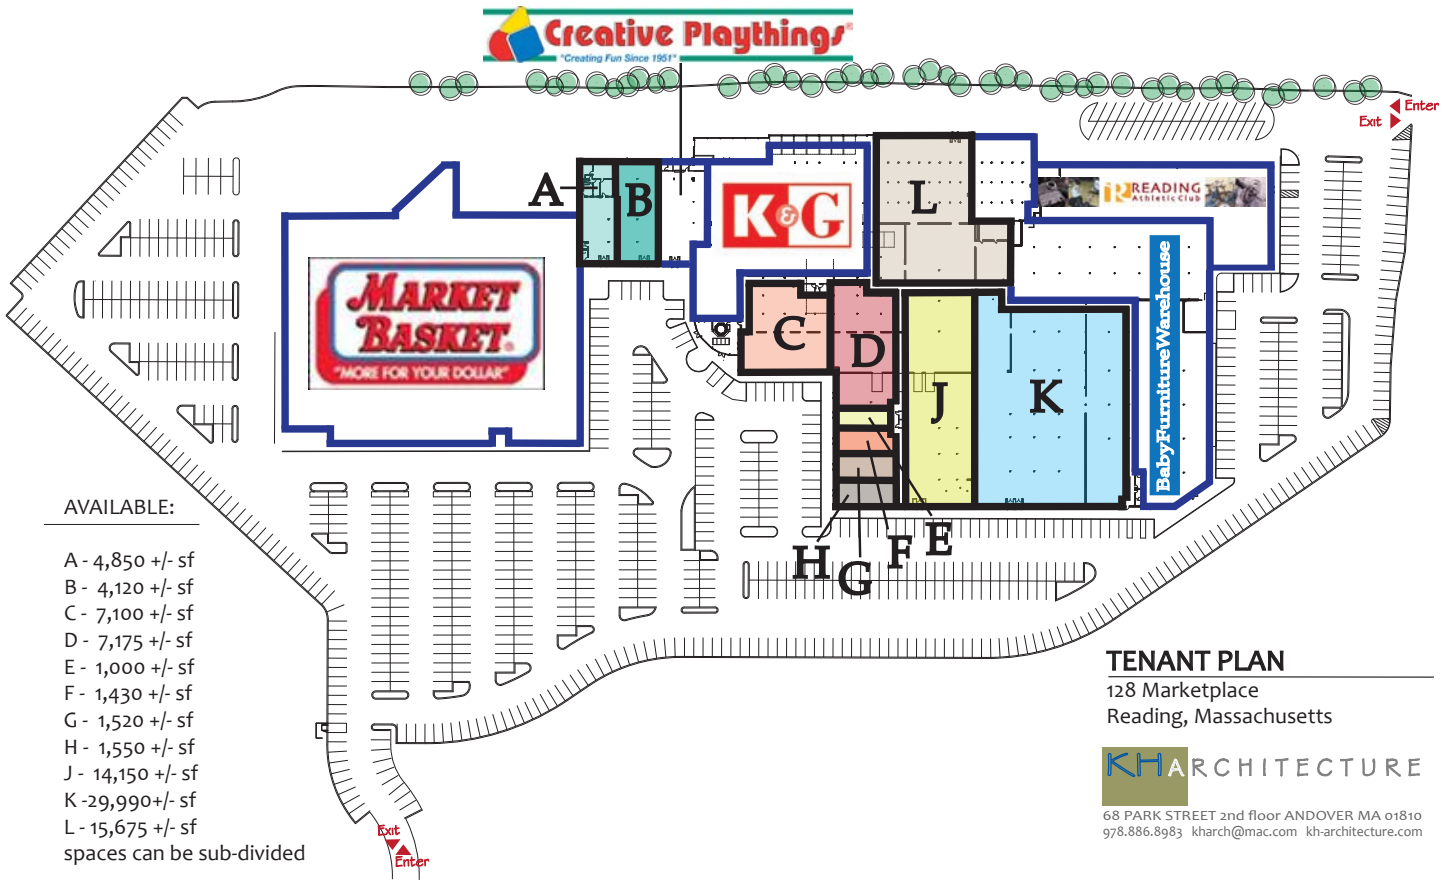 Creative Playthings®
"Creating Fun Since 1951"
Enter
Exit
A
B
K&G
L
READING
Athletic Club
MARKET
BASKET®
"MORE FOR YOUR DOLLAR"
BabyFurnitureWarehouse
C
D
J
K
E
F
H
G
AVAILABLE:
A - 4,850 +/- sf
B - 4,120 +/- sf
C - 7,100 +/- sf
D - 7,175 +/- sf
E - 1,000 +/- sf
F - 1,430 +/- sf
G - 1,520 +/- sf
H - 1,550 +/- sf
J - 14,150 +/- sf
K -29,990+/- sf
L - 15,675 +/- sf
spaces can be sub-divided
Exit
Enter
TENANT PLAN
128 Marketplace
Reading, Massachusetts
KHARCHITECTURE
68 PARK STREET 2nd floor ANDOVER MA 01810
978.886.8983 kharch@mac.com kh-architecture.com